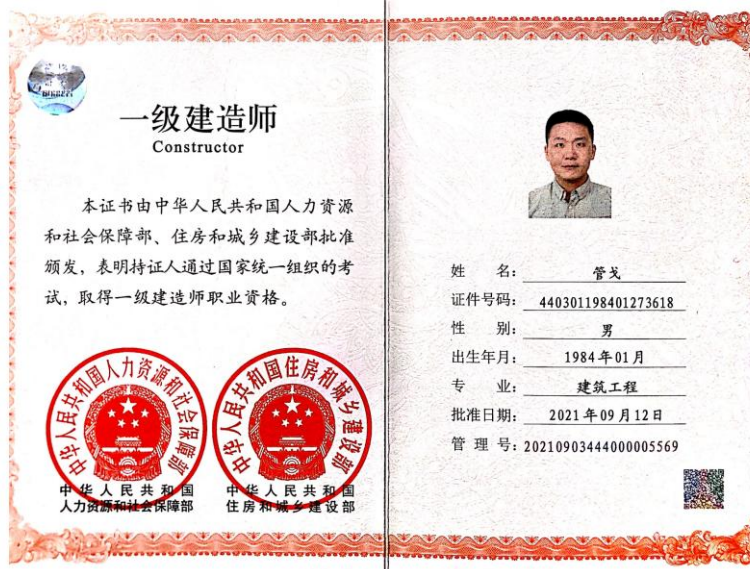 一级建造师
Constructor
本证书由中华人民共和国人力资源
和社会保障部、住房和城乡建设部批准
颁发，表明持证人通过国家统一组织的考
试，取得一级建造师职业资格。
中华人民共和国人力资源和社会保障部
中华人民共和国住房和城乡建设部
中华人民共和国
人力资源和社会保障部
中华人民共和国
住房和城乡建设部
姓 名：管戈
证件号码：440301198401273618
性 别：男
出生年月：1984年01月
专 业：建筑工程
批准日期：2021年09月12日
管 理 号：20210903444000005569